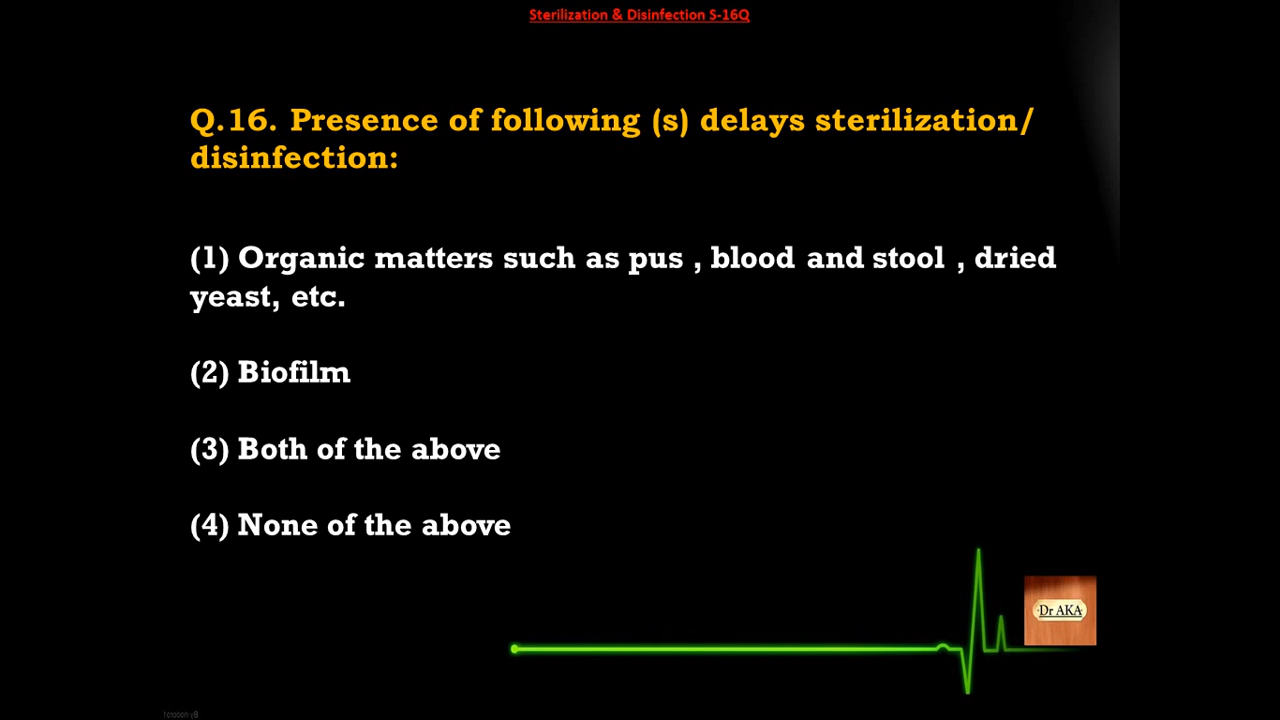 Sterilization & Disinfection S-16Q
Q.16. Presence of following (s) delays sterilization/
disinfection:
(1) Organic matters such as pus , blood and stool , dried
yeast, etc.
(2) Biofilm
(3) Both of the above
(4) None of the above
Dr AKA